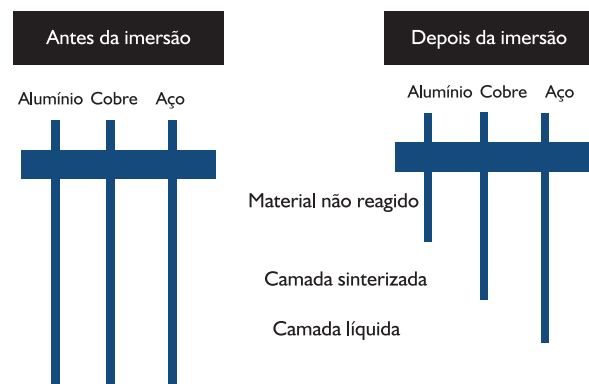 Antes da imersão
Alumínio Cobre Aço
Depois da imersão
Alumínio Cobre Aço
Material não reagido
Camada sinterizada
Camada líquida